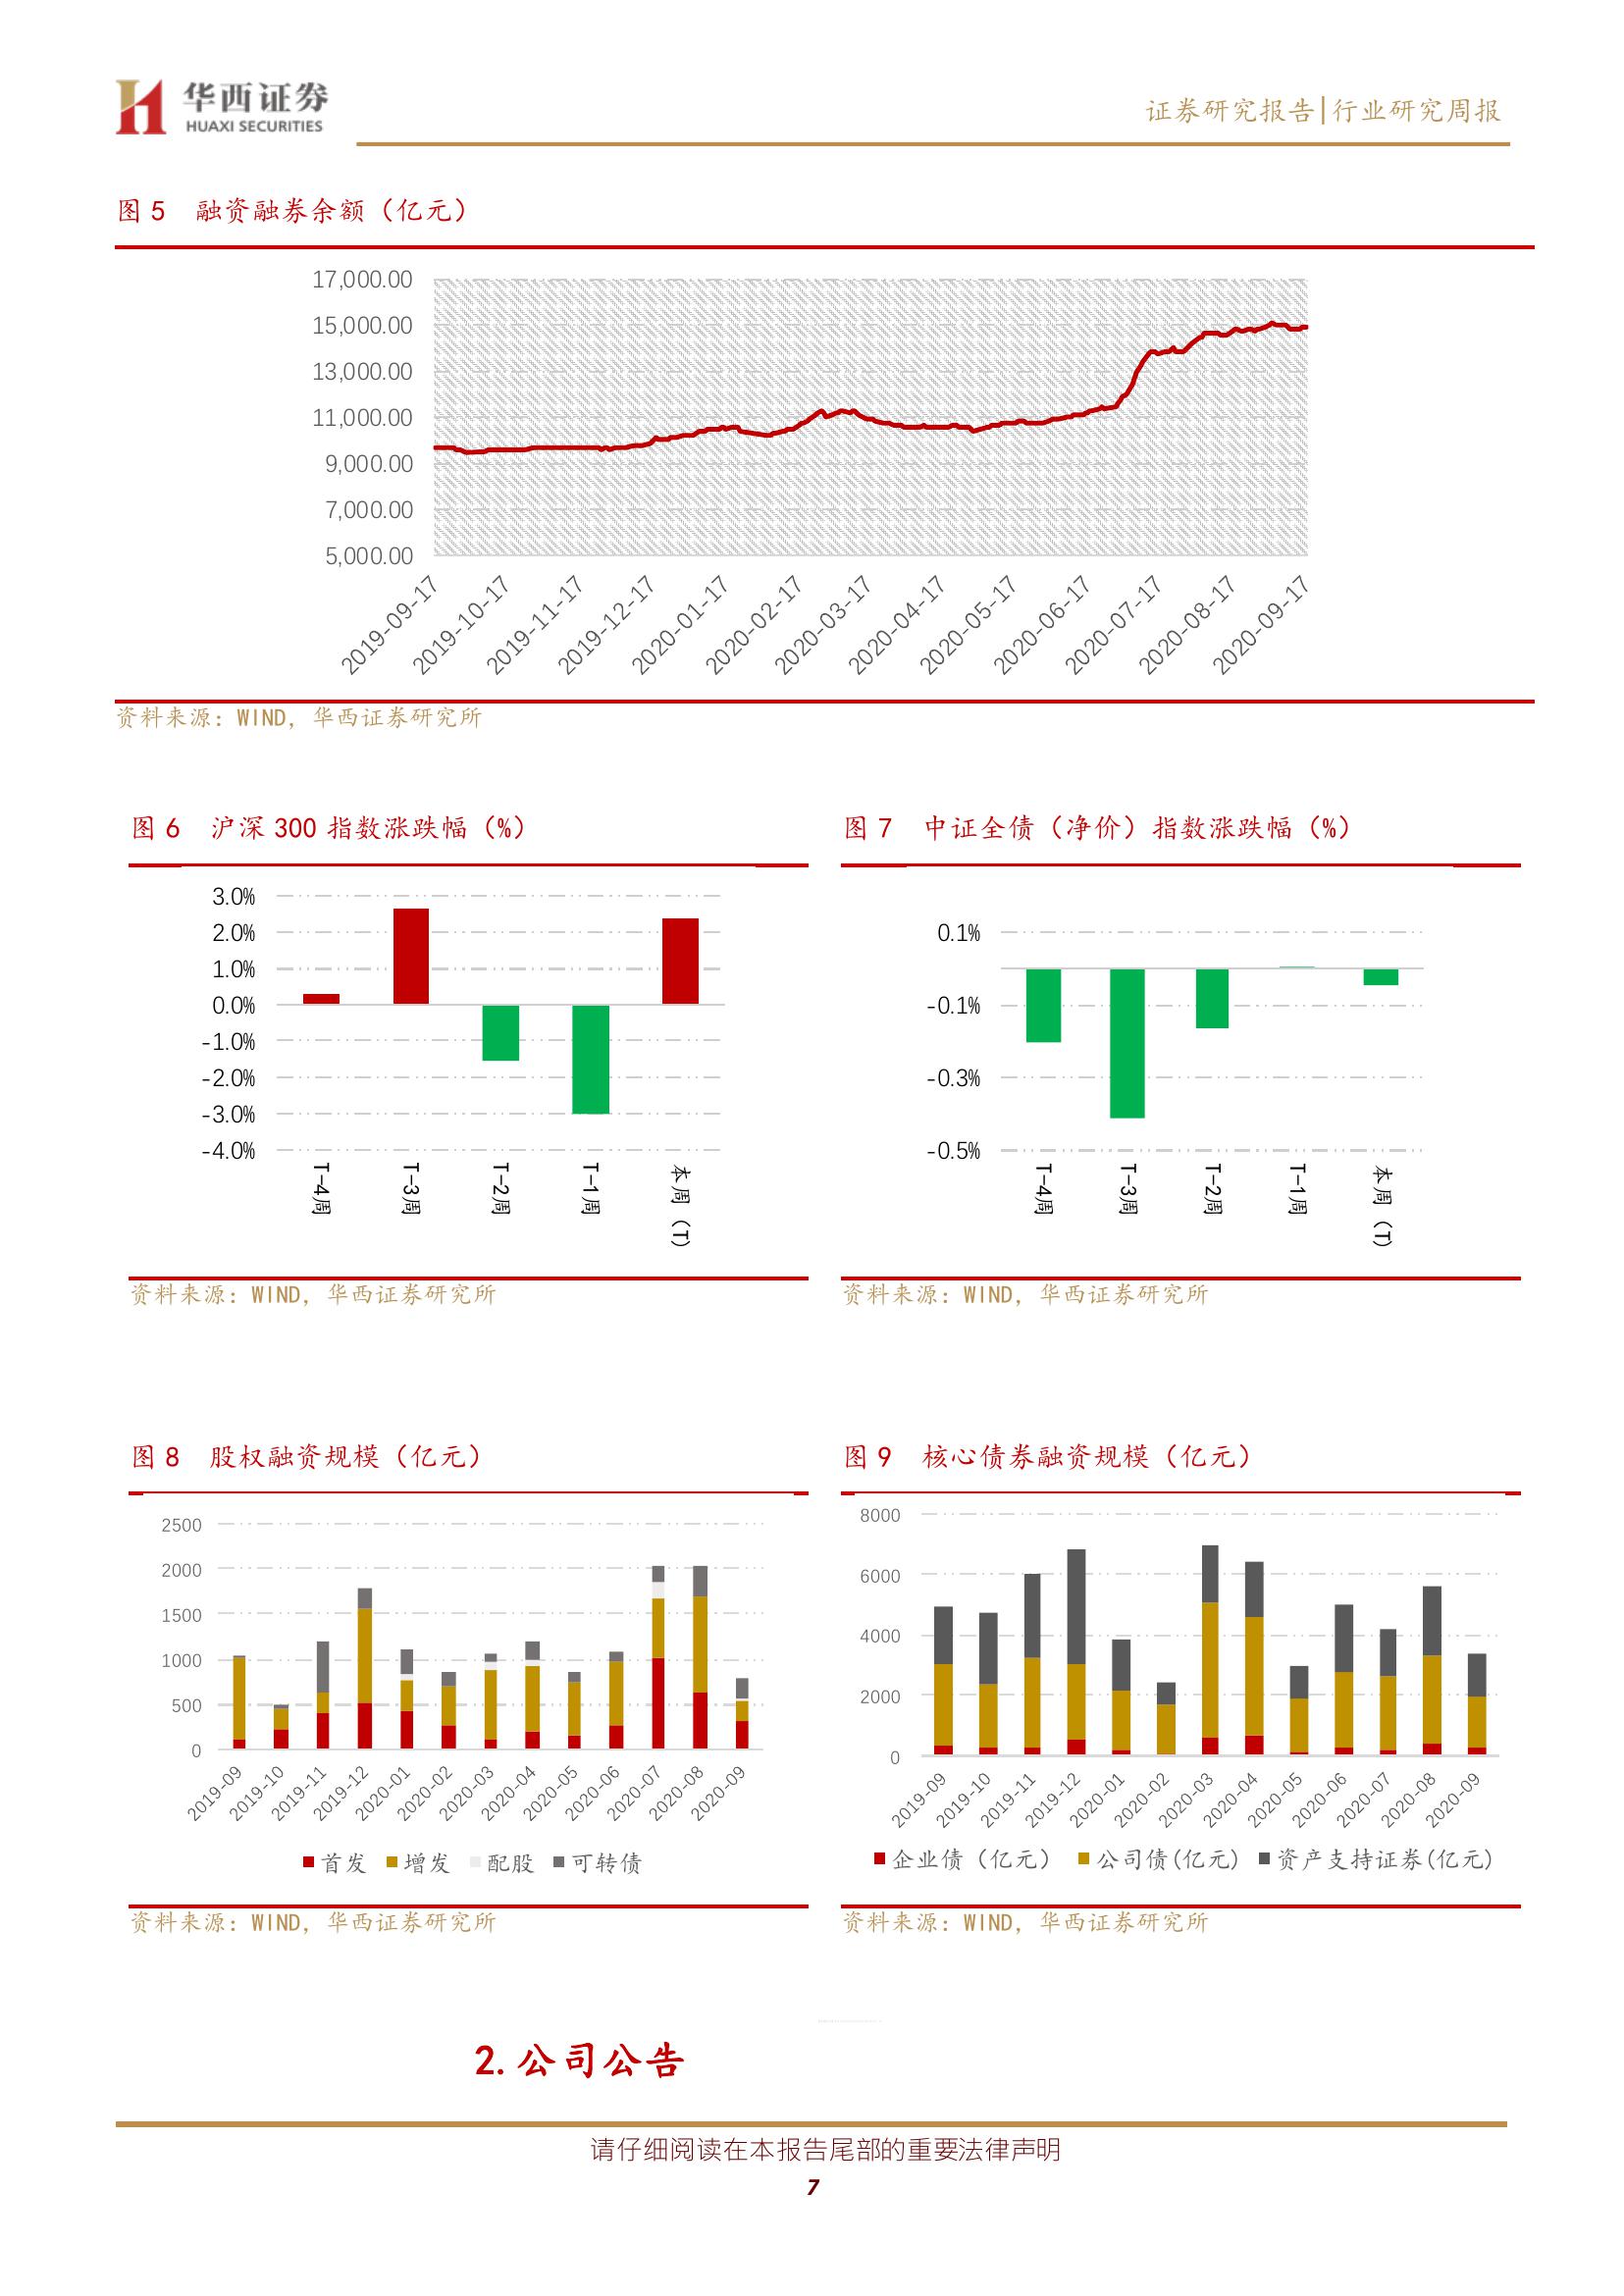 华西证券
HUAXI SECURITIES
证券研究报告|行业研究周报
图 5 融资融券余额（亿元）
17,000.00
15,000.00
13,000.00
11,000.00
9,000.00
7,000.00
5,000.00
2019-09-17 2019-10-17 2019-11-17 2019-12-17 2020-01-17 2020-02-17 2020-03-17 2020-04-17 2020-05-17 2020-06-17 2020-07-17 2020-08-17 2020-09-17
资料来源：WIND，华西证券研究所
图 6 沪深 300 指数涨跌幅（%）
3.0%
2.0%
1.0%
0.0%
-1.0%
-2.0%
-3.0%
-4.0%
T-4周 T-3周 T-2周 T-1周 本周（T）
资料来源：WIND，华西证券研究所
图 7 中证全债（净价）指数涨跌幅（%）
0.1%
-0.1%
-0.3%
-0.5%
T-4周 T-3周 T-2周 T-1周 本周（T）
资料来源：WIND，华西证券研究所
图 8 股权融资规模（亿元）
2500
2000
1500
1000
500
0
2019-09 2019-10 2019-11 2019-12 2020-01 2020-02 2020-03 2020-04 2020-05 2020-06 2020-07 2020-08 2020-09
首发 增发 配股 可转债
资料来源：WIND，华西证券研究所
图 9 核心债券融资规模（亿元）
8000
6000
4000
2000
0
2019-09 2019-10 2019-11 2019-12 2020-01 2020-02 2020-03 2020-04 2020-05 2020-06 2020-07 2020-08 2020-09
企业债（亿元） 公司债(亿元) 资产支持证券(亿元)
资料来源：WIND，华西证券研究所
2.公司公告
请仔细阅读在本报告尾部的重要法律声明
7